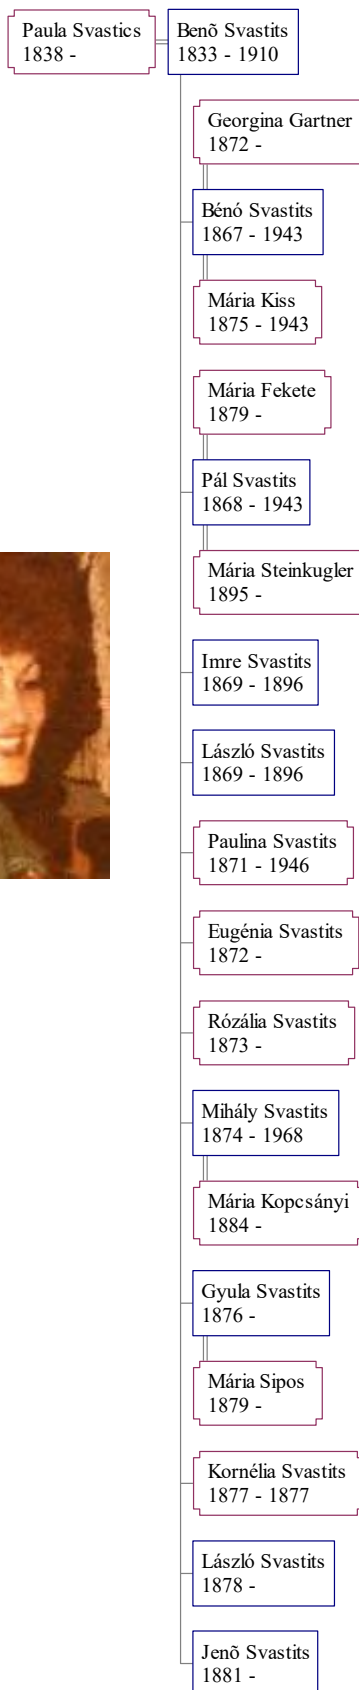 Paula Svastics
1838 -
Benõ Svastits
1833 - 1910
Georgina Gartner
1872 -
Bénó Svastits
1867 - 1943
Mária Kiss
1875 - 1943
Mária Fekete
1879 -
Pál Svastits
1868 - 1943
Mária Steinkugler
1895 -
Imre Svastits
1869 - 1896
László Svastits
1869 - 1896
Paulina Svastits
1871 - 1946
Eugénia Svastits
1872 -
Rózália Svastits
1873 -
Mihály Svastits
1874 - 1968
Mária Kopcsányi
1884 -
Gyula Svastits
1876 -
Mária Sipos
1879 -
Kornélia Svastits
1877 - 1877
László Svastits
1878 -
Jenõ Svastits
1881 -